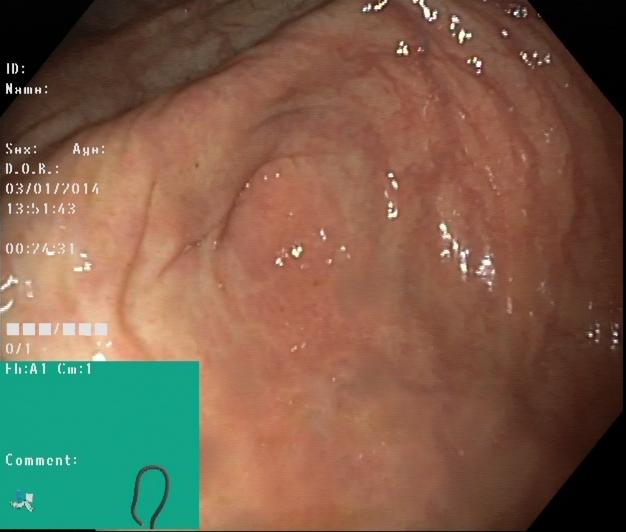 ID:
Name:
Sex: Age:
D.O.B.:
03/01/2014
13:51:43
00:24:31
0/1
Eh:A1 Cm:1
Comment: